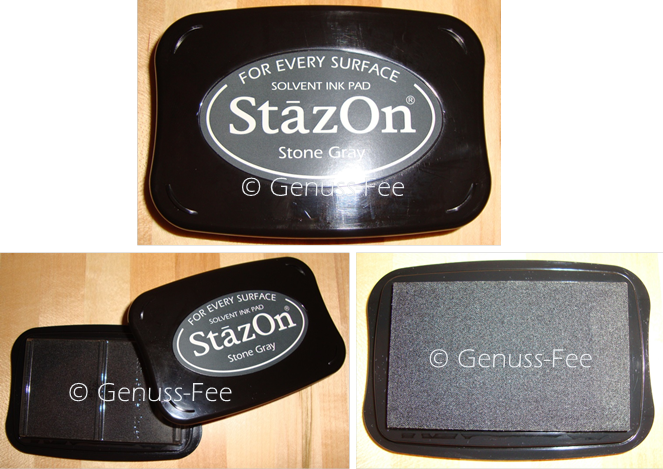 FOR EVERY SURFACE
SOLVENT INK PAD
StāzOn®
Stone Gray
© Genuss-Fee
FOR EVERY SURFACE
SOLVENT INK PAD
StāzOn®
Stone Gray
© Genuss-Fee
© Genuss-Fee